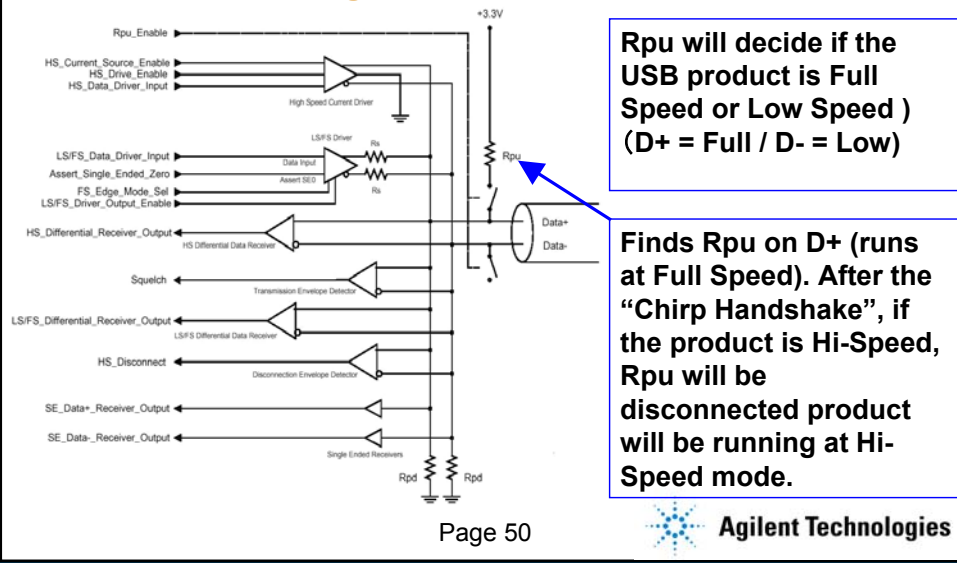 +3.3V
Rpu_Enable
HS_Current_Source_Enable
HS_Drive_Enable
HS_Data_Driver_Input
High Speed Current Driver
LS/FS Driver
Rs
LS/FS_Data_Driver_Input
Data Input
Rpu
Assert_Single_Ended_Zero
Assert SE0
Rs
FS_Edge_Mode_Sel
LS/FS_Driver_Output_Enable
Data+
HS_Differential_Receiver_Output
HS Differential Data Receiver
Data-
Squelch
Transmission Envelope Detector
LS/FS_Differential_Receiver_Output
LS/FS Differential Data Receiver
HS_Disconnect
Disconnection Envelope Detector
SE_Data+_Receiver_Output
SE_Data-_Receiver_Output
Single Ended Receivers
Rpd
Rpd
Rpu will decide if the
USB product is Full
Speed or Low Speed )
（D+ = Full / D- = Low)
Finds Rpu on D+ (runs
at Full Speed). After the
“Chirp Handshake”, if
the product is Hi-Speed,
Rpu will be
disconnected product
will be running at Hi-
Speed mode.
Page 50
Agilent Technologies